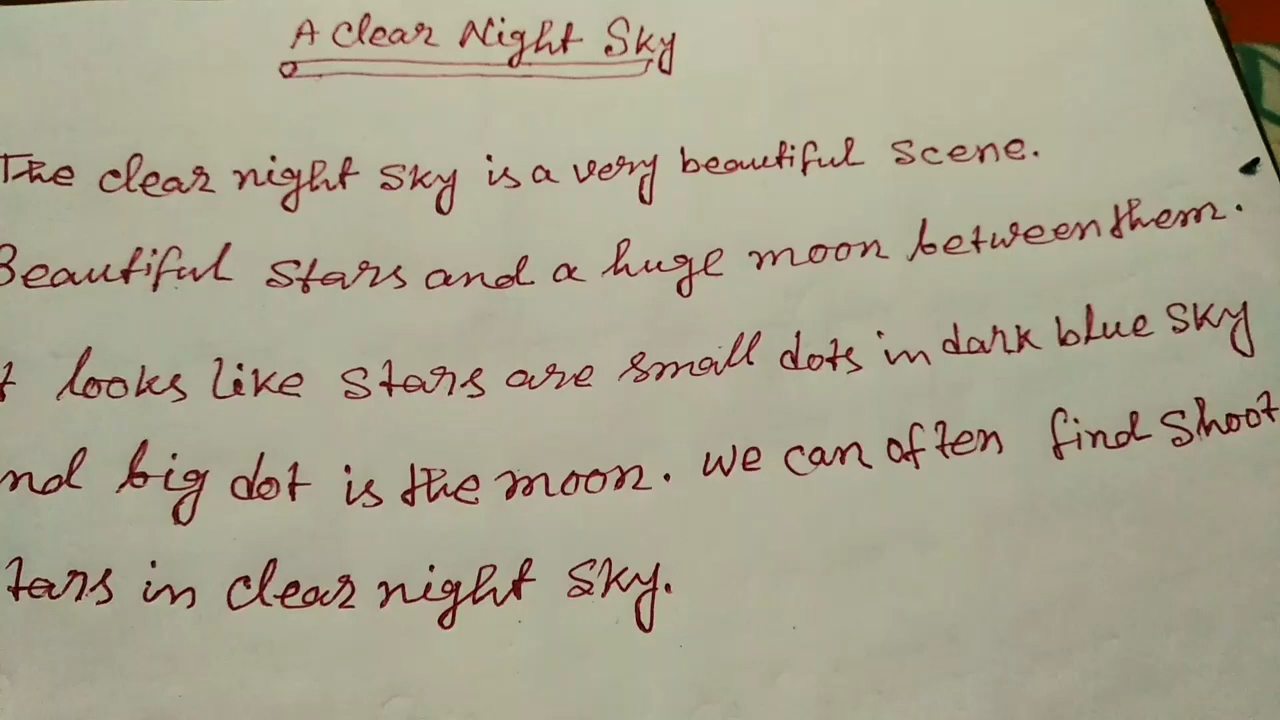 A clear Night Sky
The clear night sky is a very beautiful scene.
Beautiful stars and a huge moon between them.
looks like stars are small dots in dark blue sky
big dot is the moon. we can often find shoot
in clear night sky.